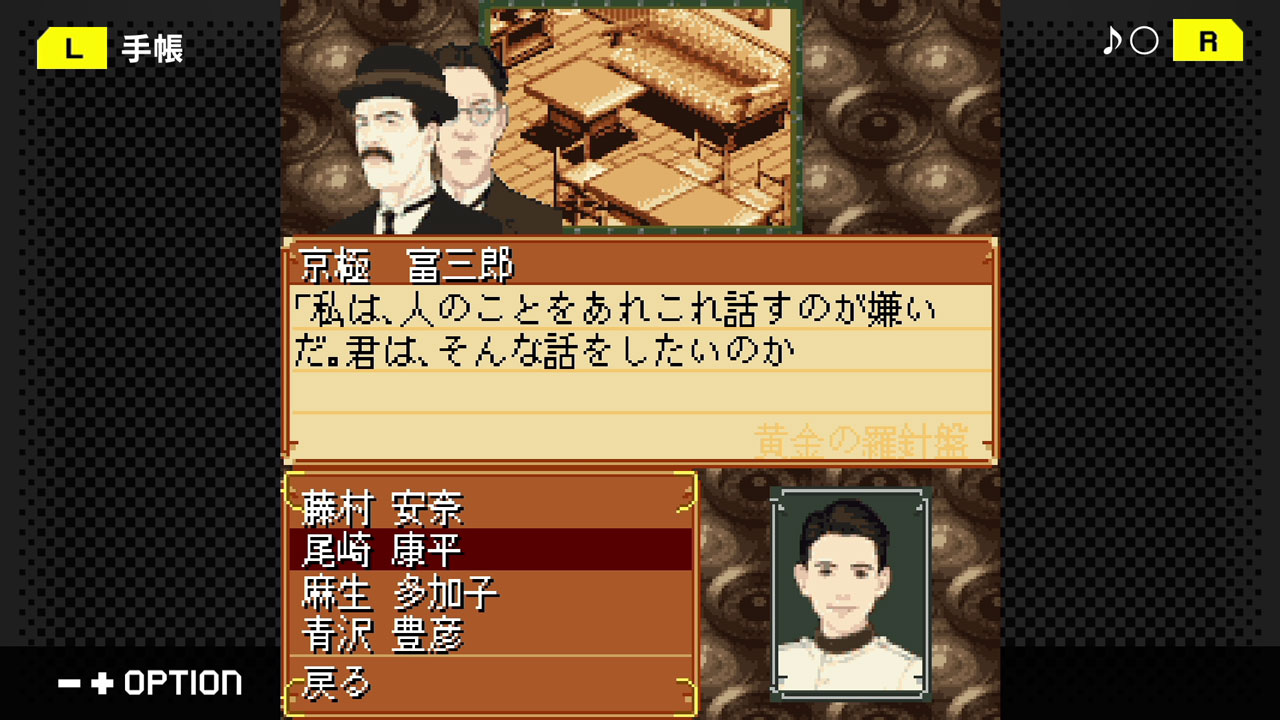 L 手帳
♪○ R
京極 富三郎
「私は、人のことをあれこれ話すのが嫌い
だ。君は、そんな話をしたいのか
黄金の羅針盤
藤村 安奈
尾崎 康平
麻生 多加子
青沢 豊彦
戻る
－＋OPTION